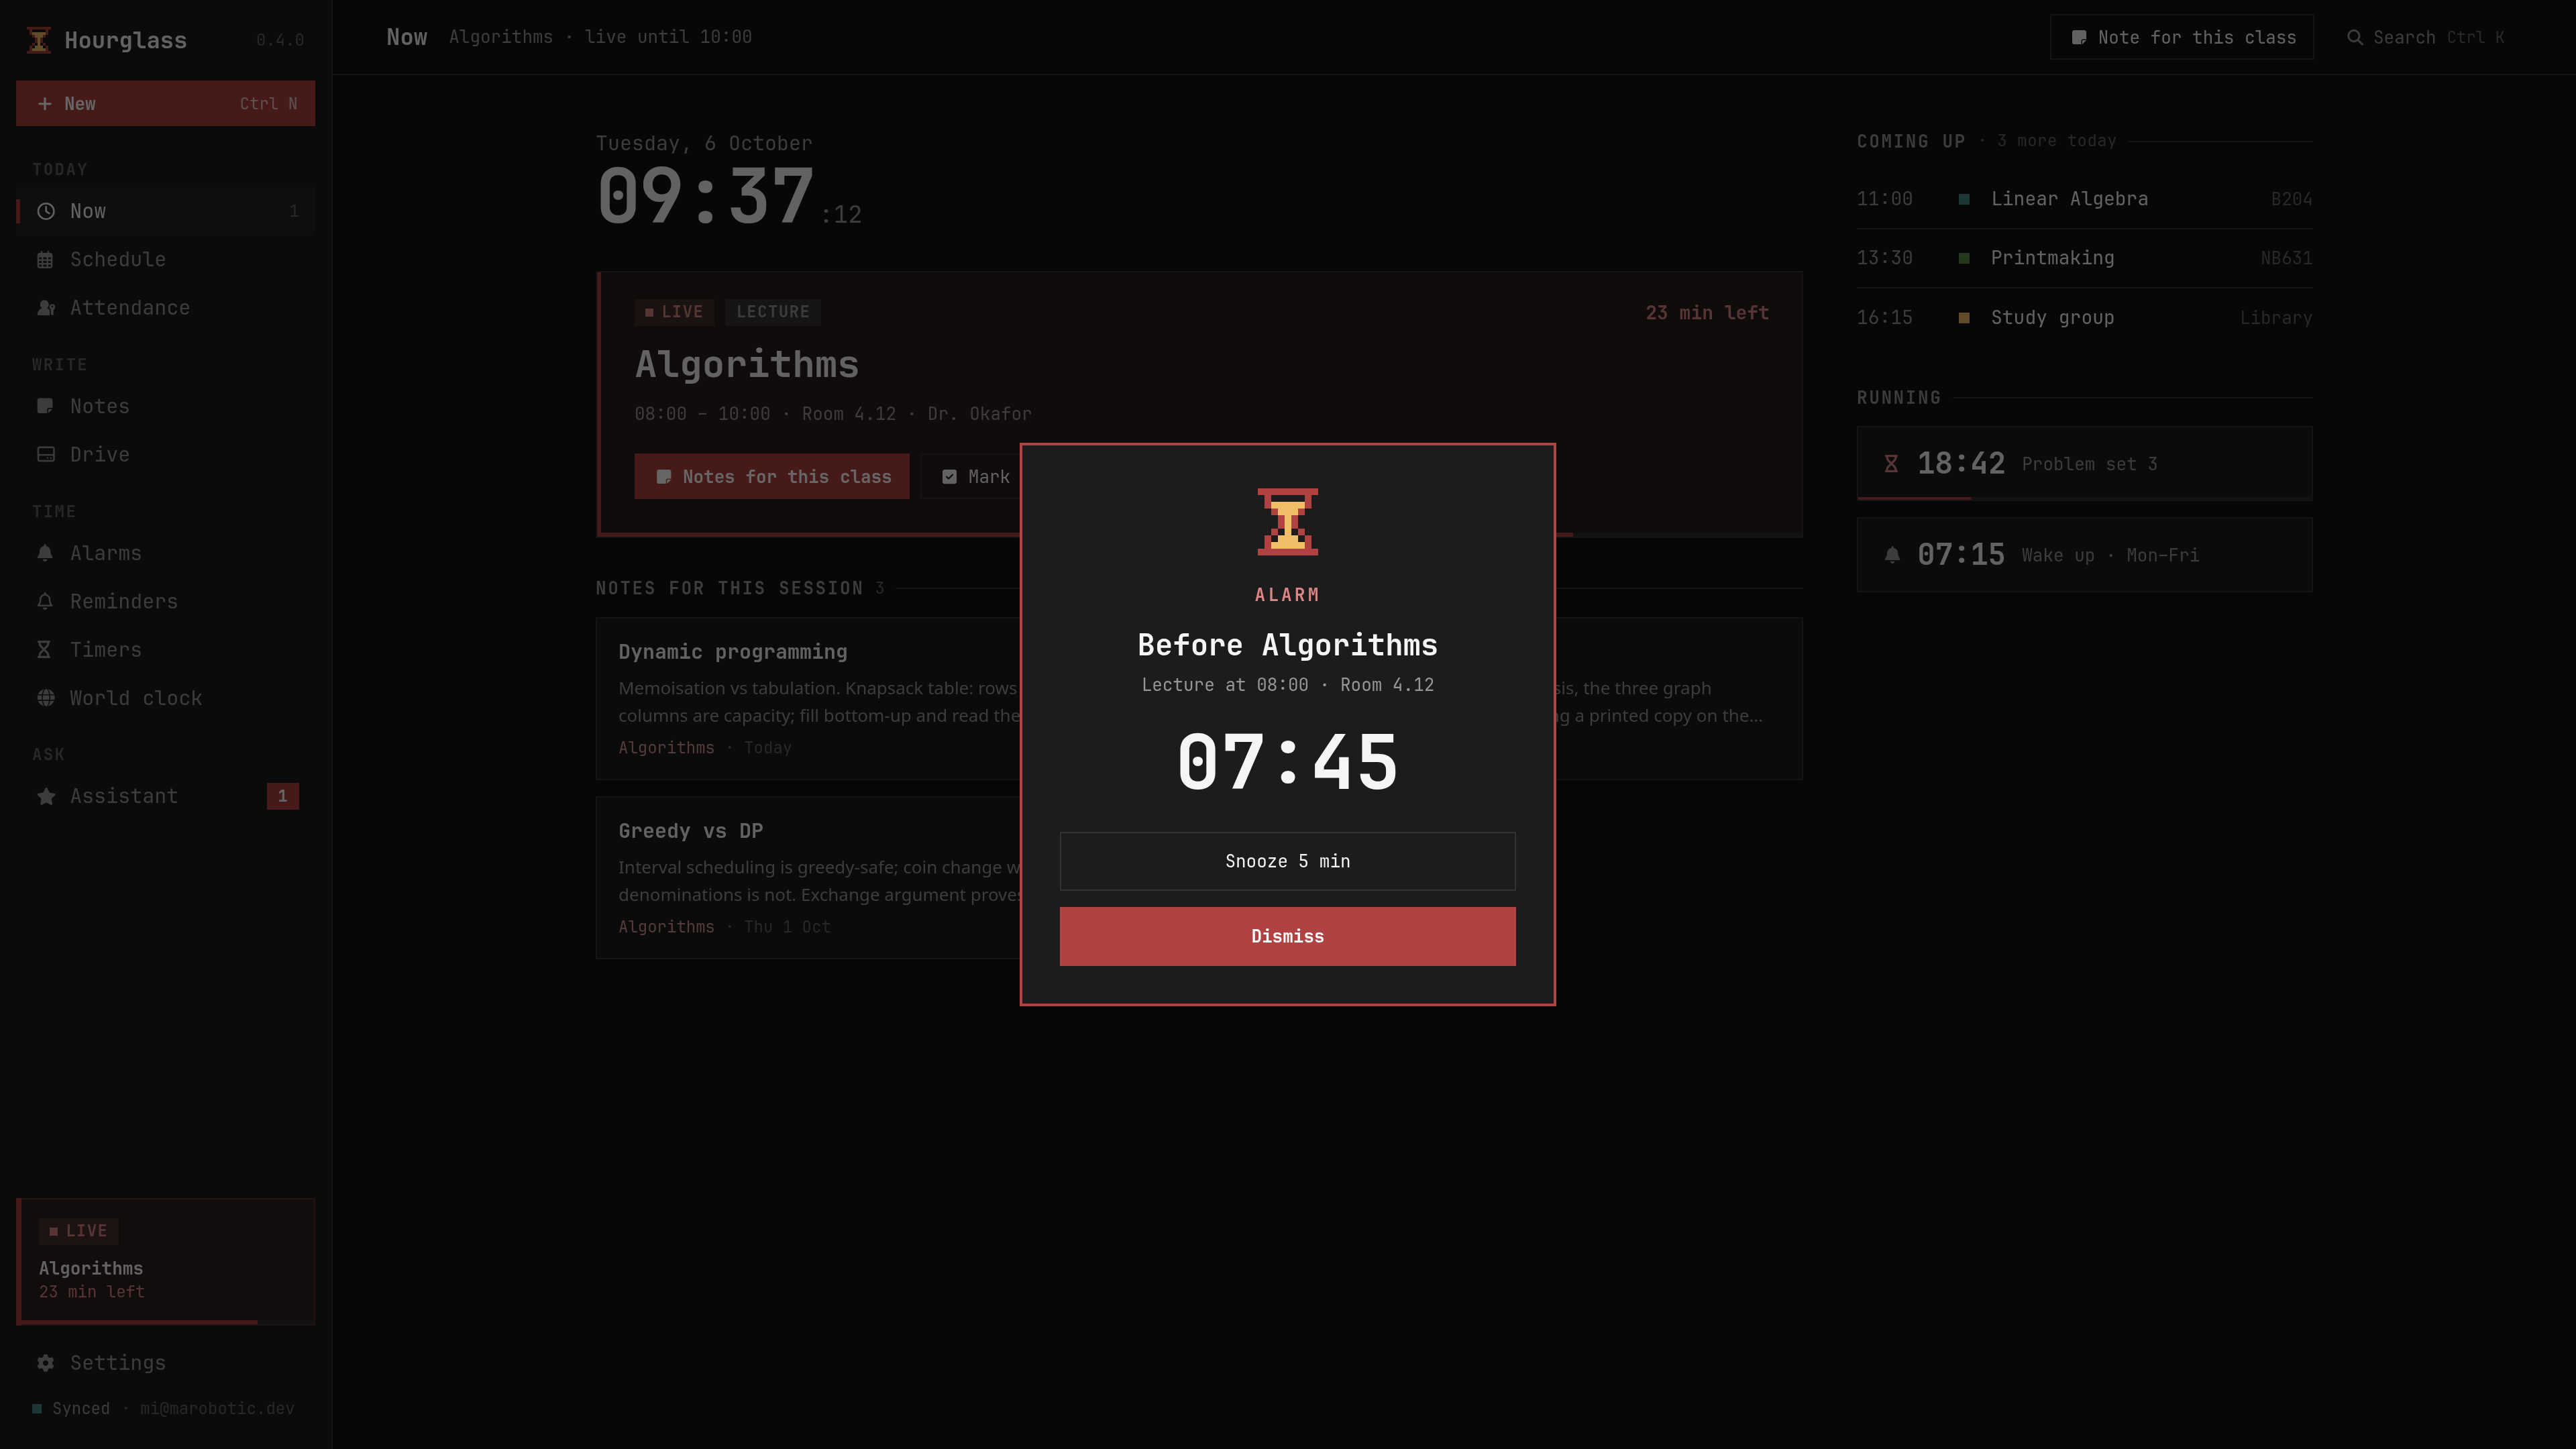 Hourglass 0.4.0
New Ctrl N
TODAY
Now 1
Schedule
Attendance
WRITE
Notes
Drive
TIME
Alarms
Reminders
Timers
World clock
ASK
Assistant 1
LIVE
Algorithms
23 min left
Settings
Synced · mi@marobotic.dev
Now Algorithms · live until 10:00
Note for this class
Search Ctrl K
Tuesday, 6 October
09:37:12
LIVE LECTURE 23 min left
Algorithms
08:00 – 10:00 · Room 4.12 · Dr. Okafor
Notes for this class
Mark
NOTES FOR THIS SESSION 3
Dynamic programming
Memoisation vs tabulation. Knapsack table: rows
columns are capacity; fill bottom-up and read the
Algorithms · Today
the three graph
a printed copy on the…
Greedy vs DP
Interval scheduling is greedy-safe; coin change
denominations is not. Exchange argument proves
Algorithms · Thu 1 Oct
ALARM
Before Algorithms
Lecture at 08:00 · Room 4.12
07:45
Snooze 5 min
Dismiss
COMING UP · 3 more today
11:00 Linear Algebra B204
13:30 Printmaking NB631
16:15 Study group Library
RUNNING
18:42 Problem set 3
07:15 Wake up · Mon–Fri